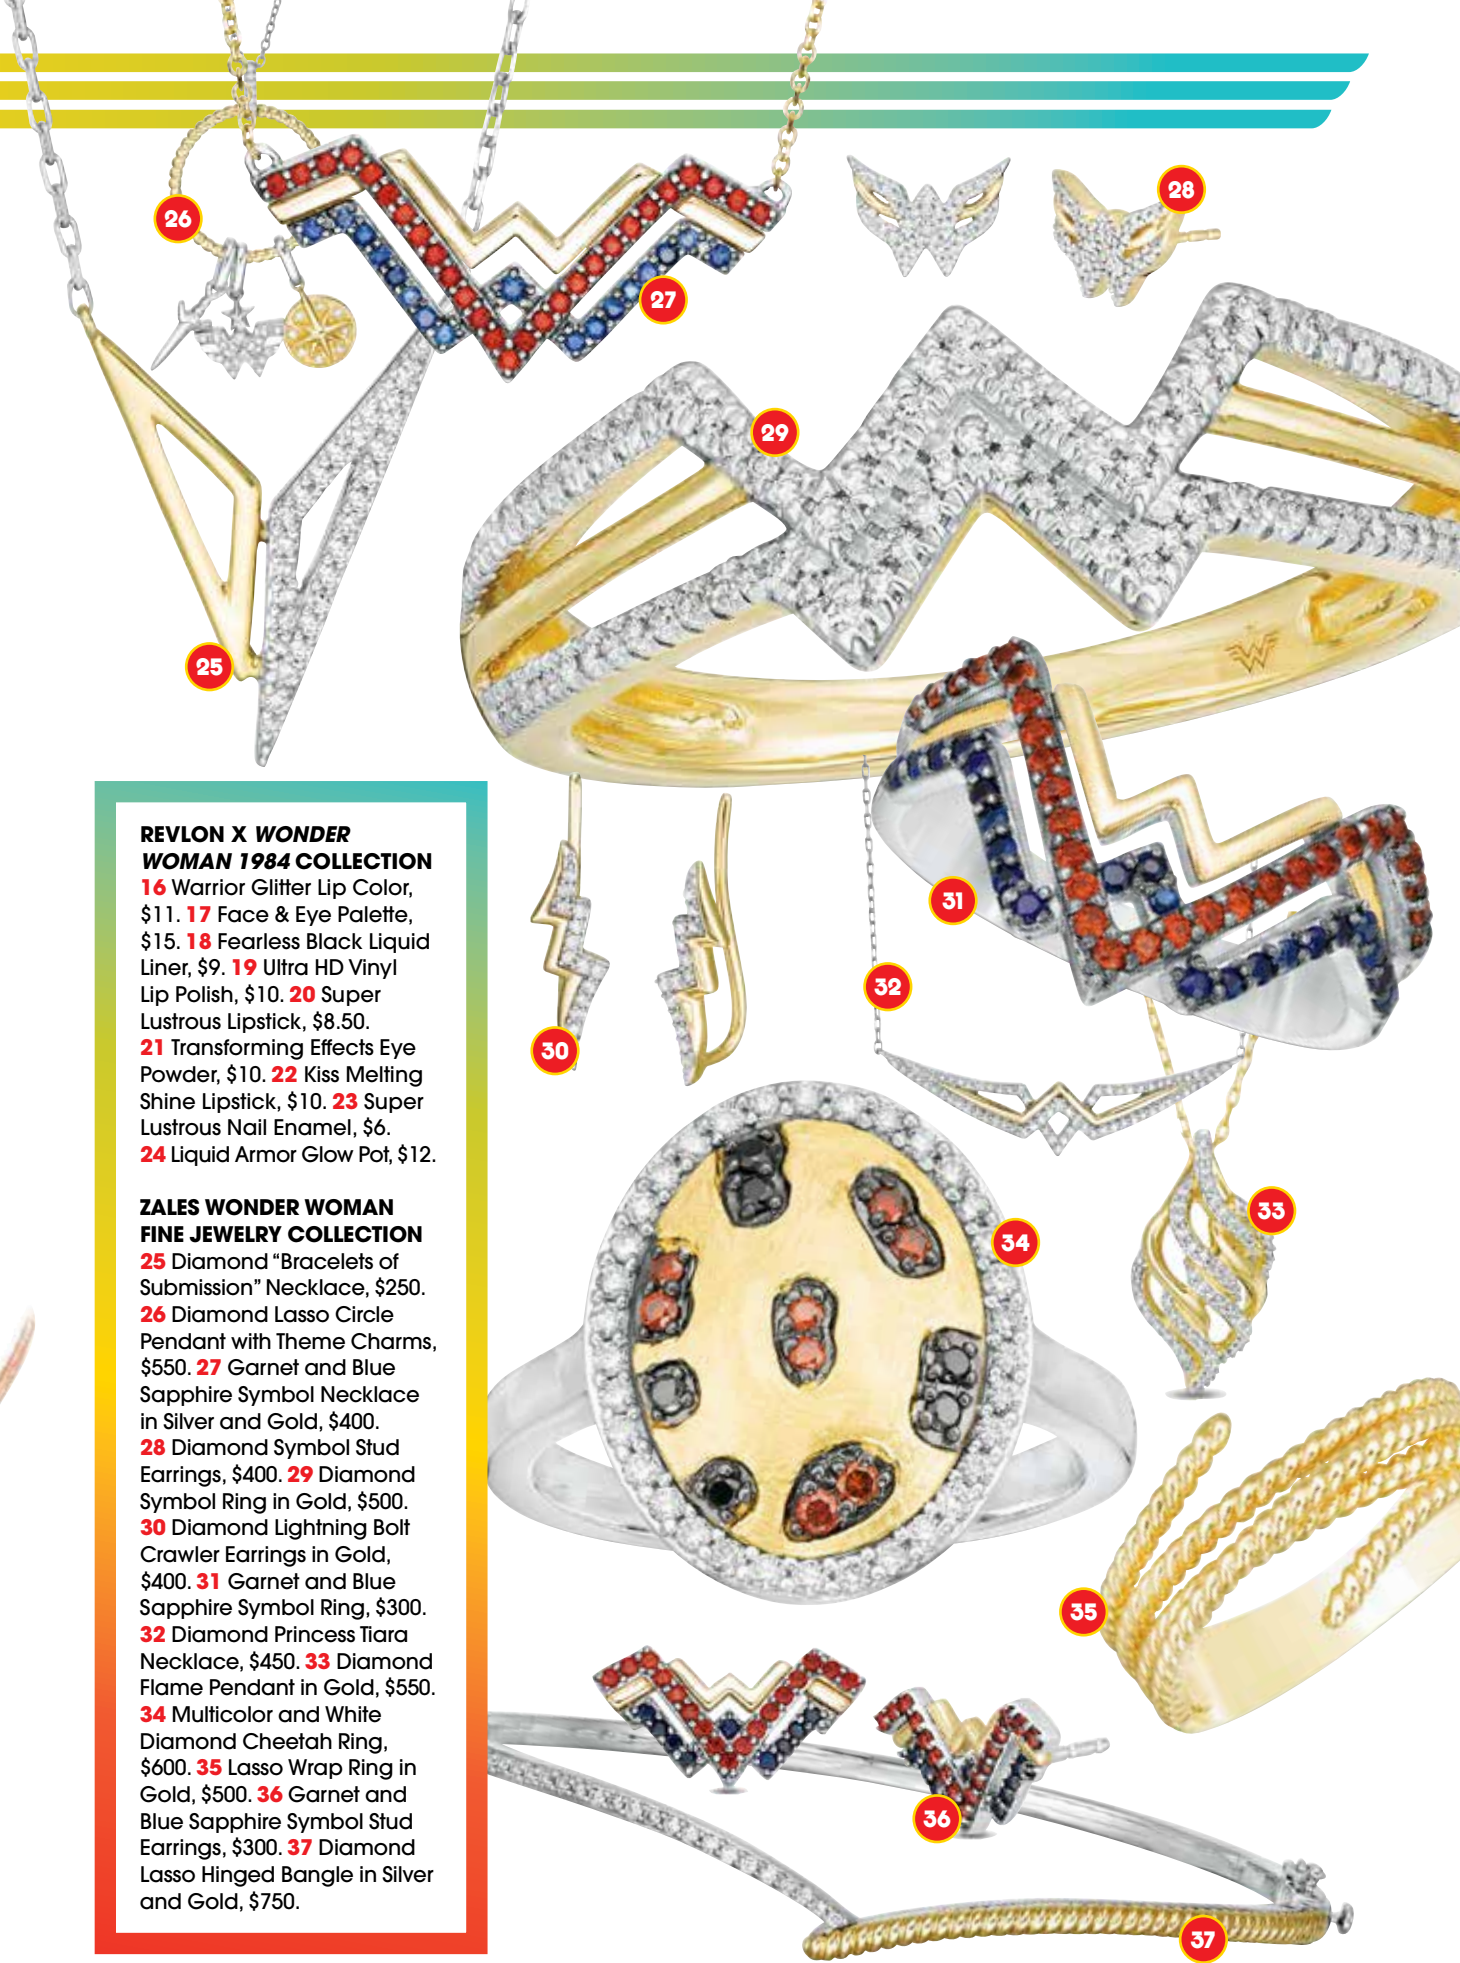 26
28
27
29
25
31
32
30
33
34
35
36
37
REVLON X WONDER
WOMAN 1984 COLLECTION
16 Warrior Glitter Lip Color,
$11. 17 Face & Eye Palette,
$15. 18 Fearless Black Liquid
Liner, $9. 19 Ultra HD Vinyl
Lip Polish, $10. 20 Super
Lustrous Lipstick, $8.50.
21 Transforming Effects Eye
Powder, $10. 22 Kiss Melting
Shine Lipstick, $10. 23 Super
Lustrous Nail Enamel, $6.
24 Liquid Armor Glow Pot, $12.
ZALES WONDER WOMAN
FINE JEWELRY COLLECTION
25 Diamond “Bracelets of
Submission” Necklace, $250.
26 Diamond Lasso Circle
Pendant with Theme Charms,
$550. 27 Garnet and Blue
Sapphire Symbol Necklace
in Silver and Gold, $400.
28 Diamond Symbol Stud
Earrings, $400. 29 Diamond
Symbol Ring in Gold, $500.
30 Diamond Lightning Bolt
Crawler Earrings in Gold,
$400. 31 Garnet and Blue
Sapphire Symbol Ring, $300.
32 Diamond Princess Tiara
Necklace, $450. 33 Diamond
Flame Pendant in Gold, $550.
34 Multicolor and White
Diamond Cheetah Ring,
$600. 35 Lasso Wrap Ring in
Gold, $500. 36 Garnet and
Blue Sapphire Symbol Stud
Earrings, $300. 37 Diamond
Lasso Hinged Bangle in Silver
and Gold, $750.